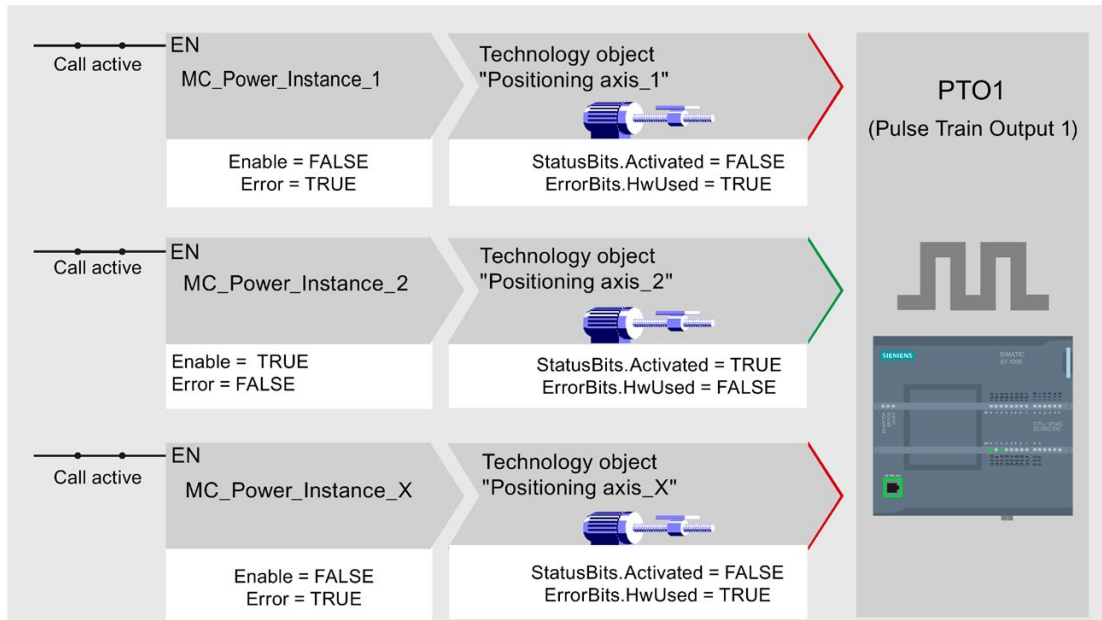 EN
Call active
MC_Power_Instance_1
Technology object
"Positioning axis_1"
Enable = FALSE
Error = TRUE
StatusBits.Activated = FALSE
ErrorBits.HwUsed = TRUE
PTO1
(Pulse Train Output 1)
EN
Call active
MC_Power_Instance_2
Technology object
"Positioning axis_2"
Enable = TRUE
Error = FALSE
StatusBits.Activated = TRUE
ErrorBits.HwUsed = FALSE
SIEMENS
SIMATIC
S7-1200
EN
Call active
MC_Power_Instance_X
Technology object
"Positioning axis_X"
Enable = FALSE
Error = TRUE
StatusBits.Activated = FALSE
ErrorBits.HwUsed = TRUE